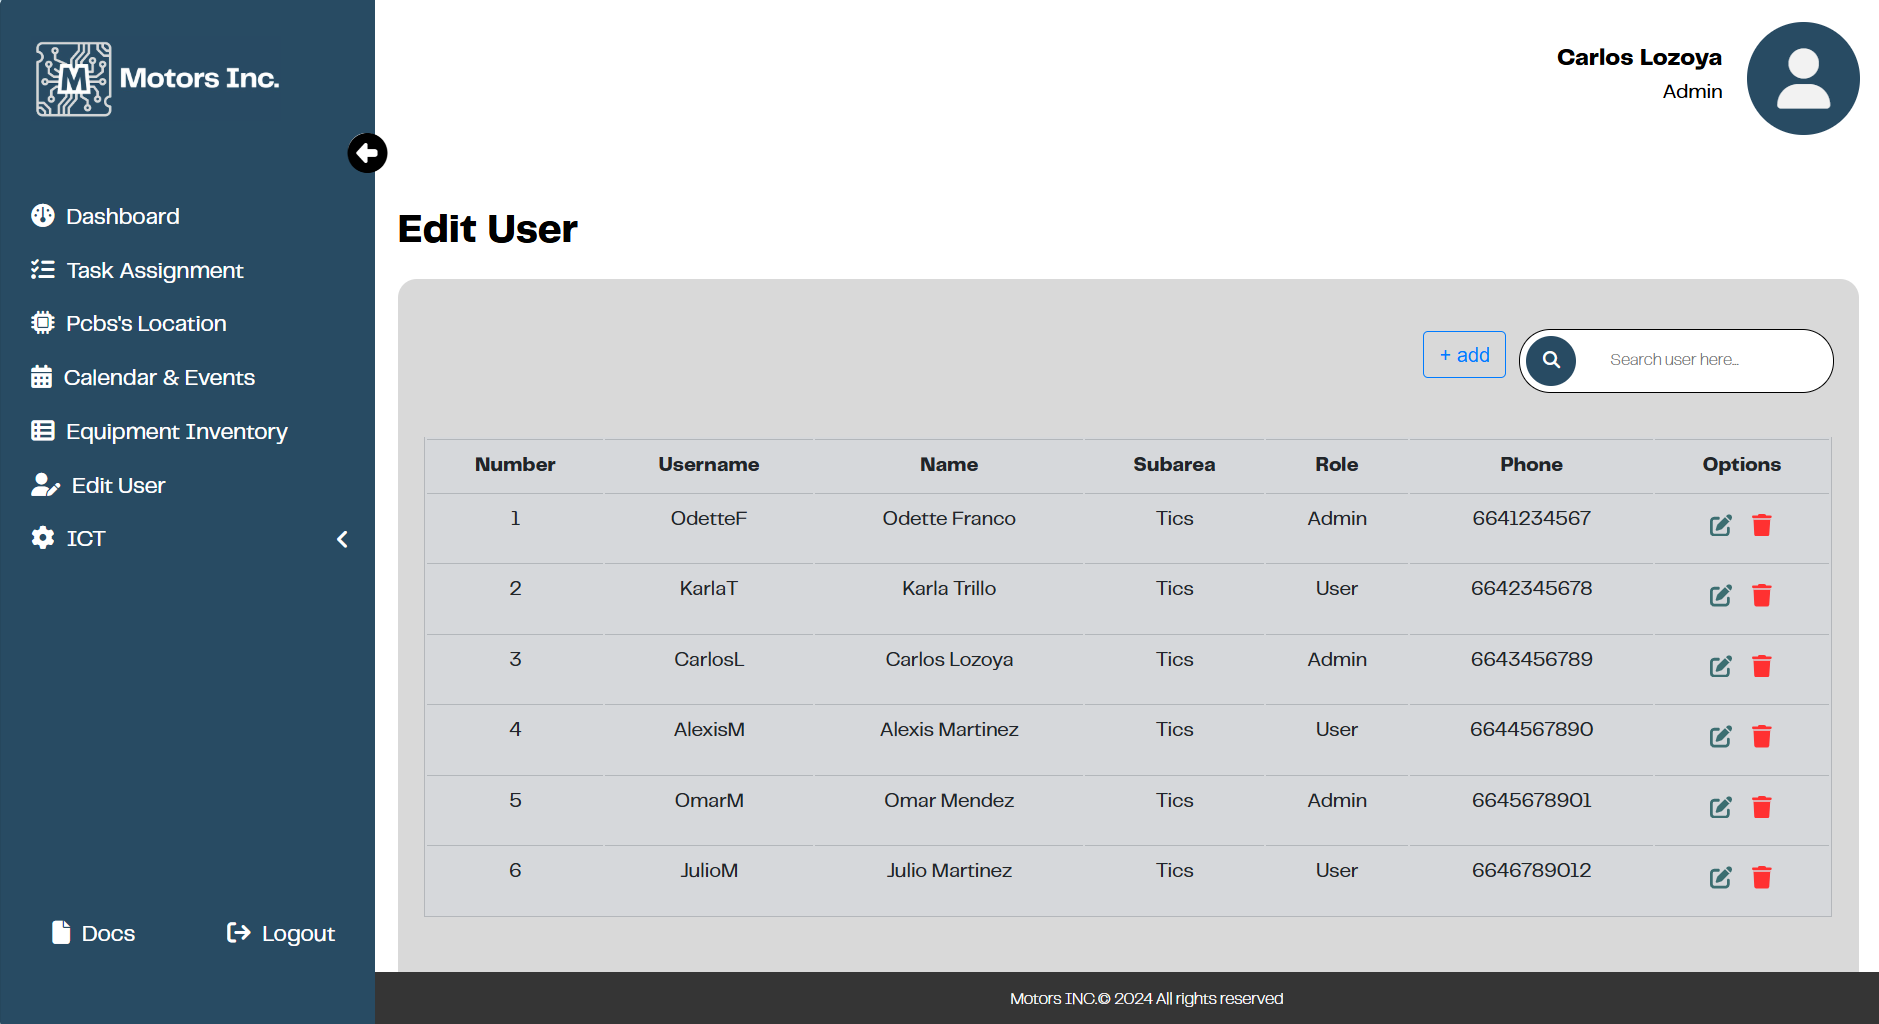 M Motors Inc.
Carlos Lozoya
Admin
Dashboard
Task Assignment
Pcbs's Location
Calendar & Events
Equipment Inventory
Edit User
ICT
Docs
Logout
Edit User
+ add
Search user here...
Number Username Name Subarea Role Phone Options
1 OdetteF Odette Franco Tics Admin 6641234567
2 KarlaT Karla Trillo Tics User 6642345678
3 CarlosL Carlos Lozoya Tics Admin 6643456789
4 AlexisM Alexis Martinez Tics User 6644567890
5 OmarM Omar Mendez Tics Admin 6645678901
6 JulioM Julio Martinez Tics User 6646789012
Motors INC.© 2024 All rights reserved